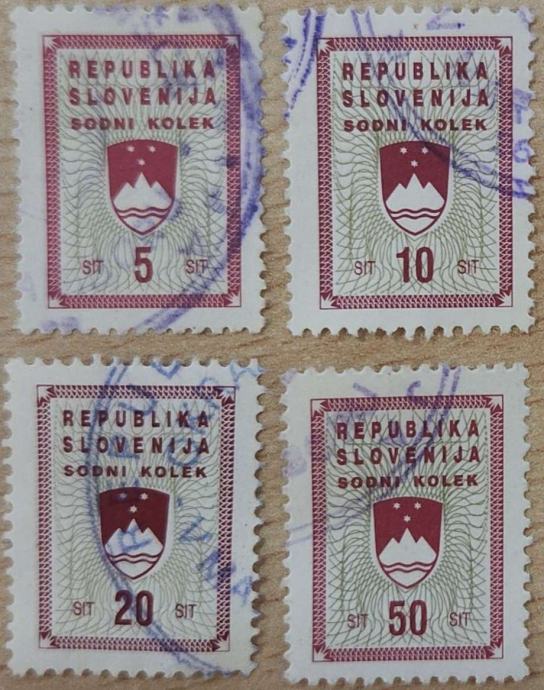 REPUBLIKA
SLOVENIJA
SODNI KOLEK
SIT 5 SIT
REPUBLIKA
SLOVENIJA
SODNI KOLEK
SIT 10 SIT
REPUBLIKA
SLOVENIJA
SODNI KOLEK
SIT 20 SIT
REPUBLIKA
SLOVENIJA
SODNI KOLEK
SIT 50 SIT